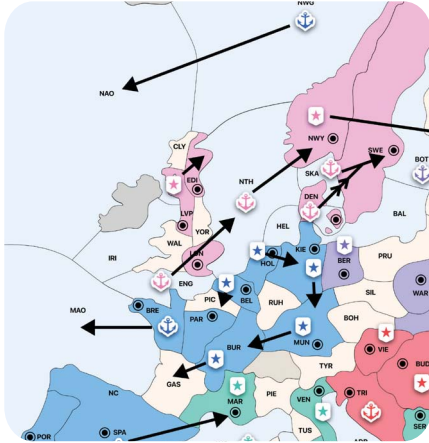 NWG
NAO
CLY
NWY
SWE
SKA
BOT
EDI
NTH
DEN
LVP
YOR
BAL
HEL
WAL
IRI
LON
KIE
HOL
BER
PRU
ENG
PIC
BEL
RUH
SIL
WAR
MAO
BRE
PAR
BOH
MUN
BUR
VIE
TYR
BUD
GAS
NC
MAR
PIE
VEN
TRI
SER
TUS
POR
SPA